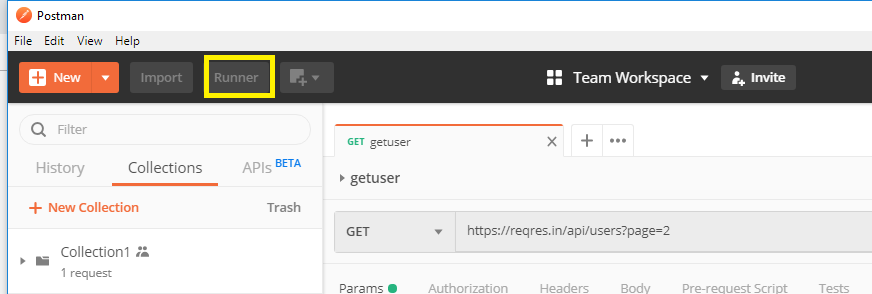 Postman
File Edit View Help
New Import Runner Team Workspace Invite
Filter
GET getuser
History Collections APIs BETA
getuser
+ New Collection Trash
GET https://reqres.in/api/users?page=2
Collection1
1 request
Params Authorization Headers Body Pre-request Script Tests